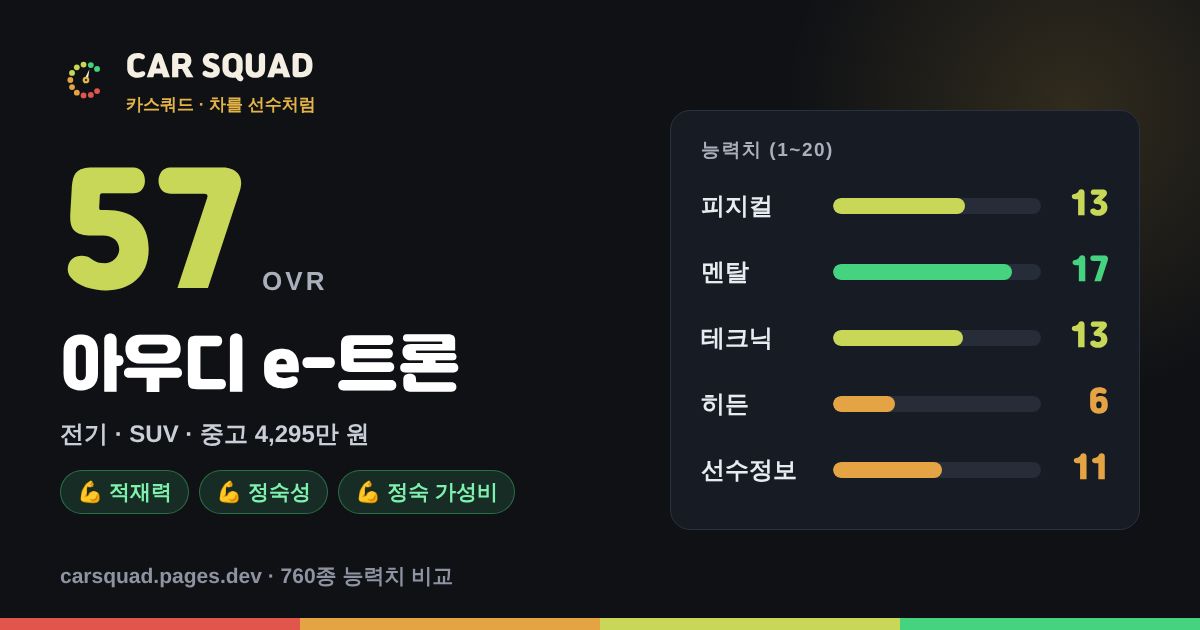 CAR SQUAD
카스쿼드 · 차를 선수처럼
57 OVR
아우디 e-트론
전기 · SUV · 중고 4,295만 원
💪 적재력 💪 정숙성 💪 정숙 가성비
carsquad.pages.dev · 760종 능력치 비교
능력치 (1~20)
피지컬 13
멘탈 17
테크닉 13
히든 6
선수정보 11